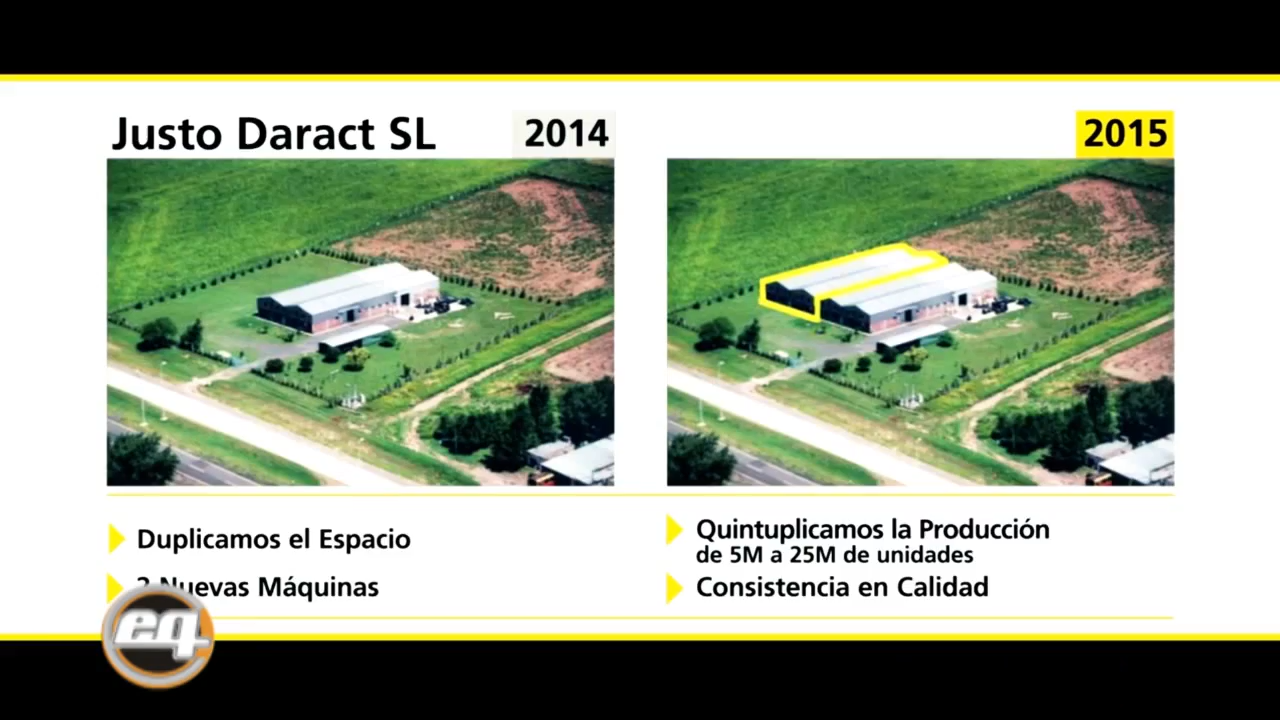 Justo Daract SL
2014
2015
Duplicamos el Espacio
Nuevas Máquinas
Quintuplicamos la Producción
de 5M a 25M de unidades
Consistencia en Calidad
eq